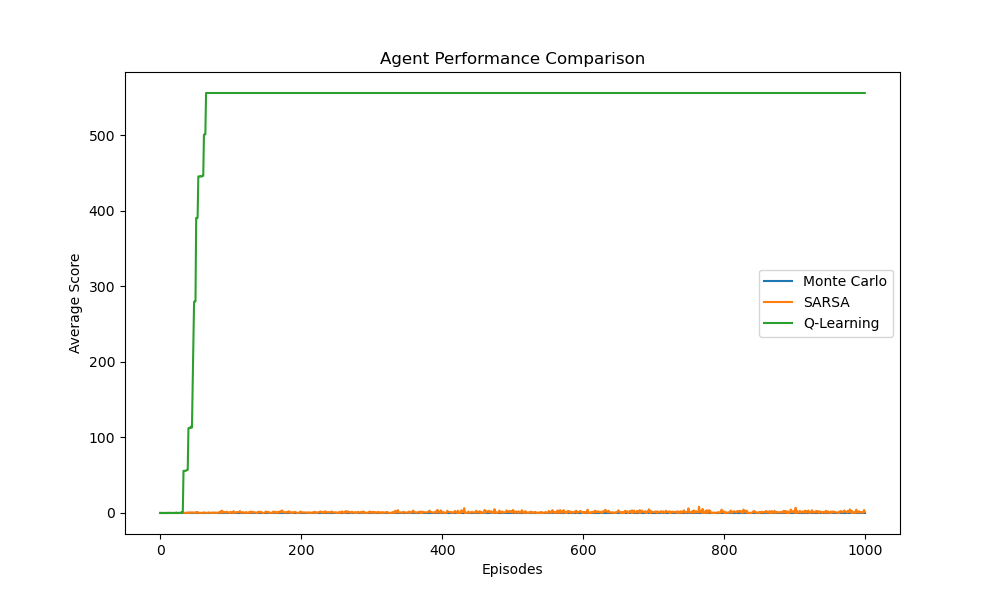 Agent Performance Comparison
Average Score
500
400
300
200
100
0
Monte Carlo
SARSA
Q-Learning
0 200 400 600 800 1000
Episodes